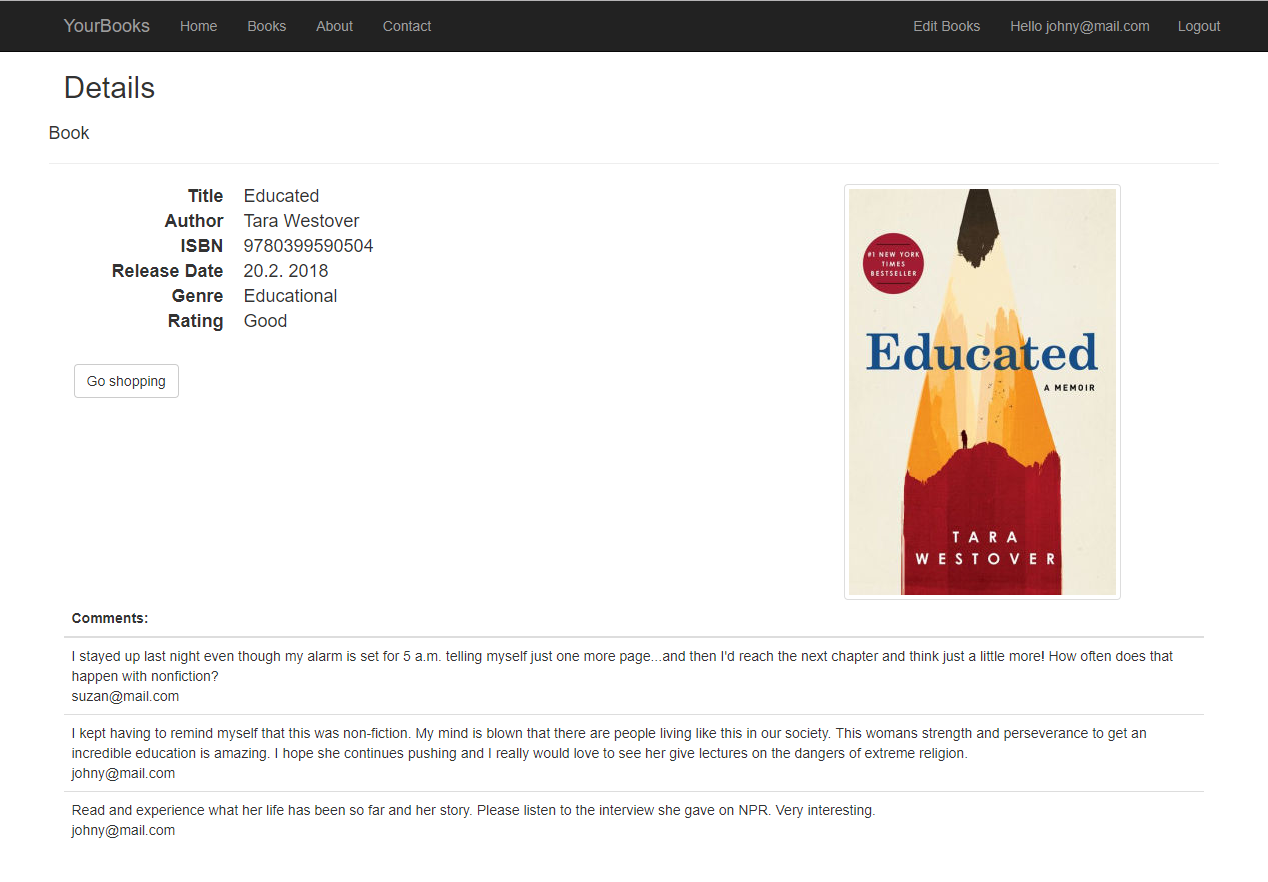 YourBooks Home Books About Contact Edit Books Hello johny@mail.com Logout
Details
Book
Title Educated
Author Tara Westover
ISBN 9780399590504
Release Date 20.2. 2018
Genre Educational
Rating Good
Go shopping
#1 NEW YORK
TIMES
BESTSELLER
Educated
A MEMOIR
TARA
WESTOVER
Comments:
I stayed up last night even though my alarm is set for 5 a.m. telling myself just one more page...and then I'd reach the next chapter and think just a little more! How often does that
happen with nonfiction?
suzan@mail.com
I kept having to remind myself that this was non-fiction. My mind is blown that there are people living like this in our society. This womans strength and perseverance to get an
incredible education is amazing. I hope she continues pushing and I really would love to see her give lectures on the dangers of extreme religion.
johny@mail.com
Read and experience what her life has been so far and her story. Please listen to the interview she gave on NPR. Very interesting.
johny@mail.com